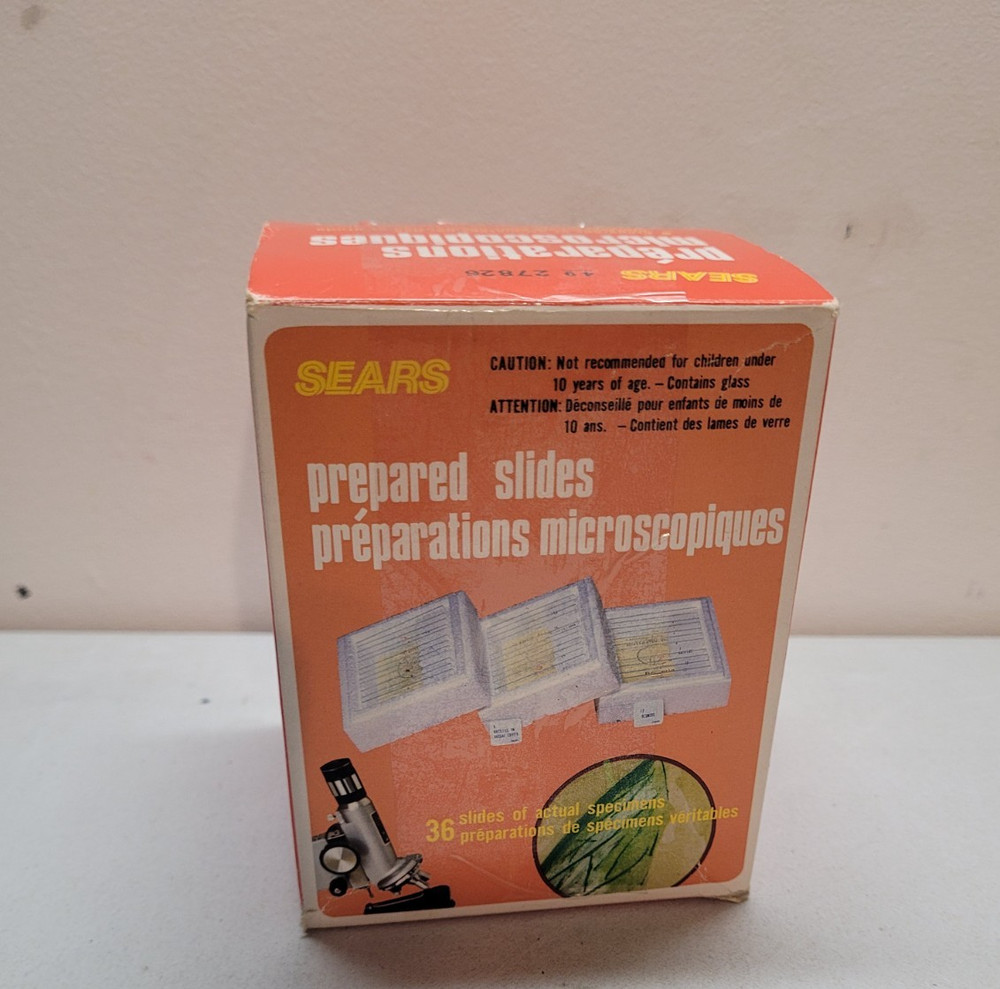 préparations
microscopiques
SEARS
49 27826
SEARS
CAUTION: Not recommended for children under
10 years of age. – Contains glass
ATTENTION: Déconseillé pour enfants de moins de
10 ans. – Contient des lames de verre
prepared slides
préparations microscopiques
36 slides of actual specimens
préparations de spécimens véritables